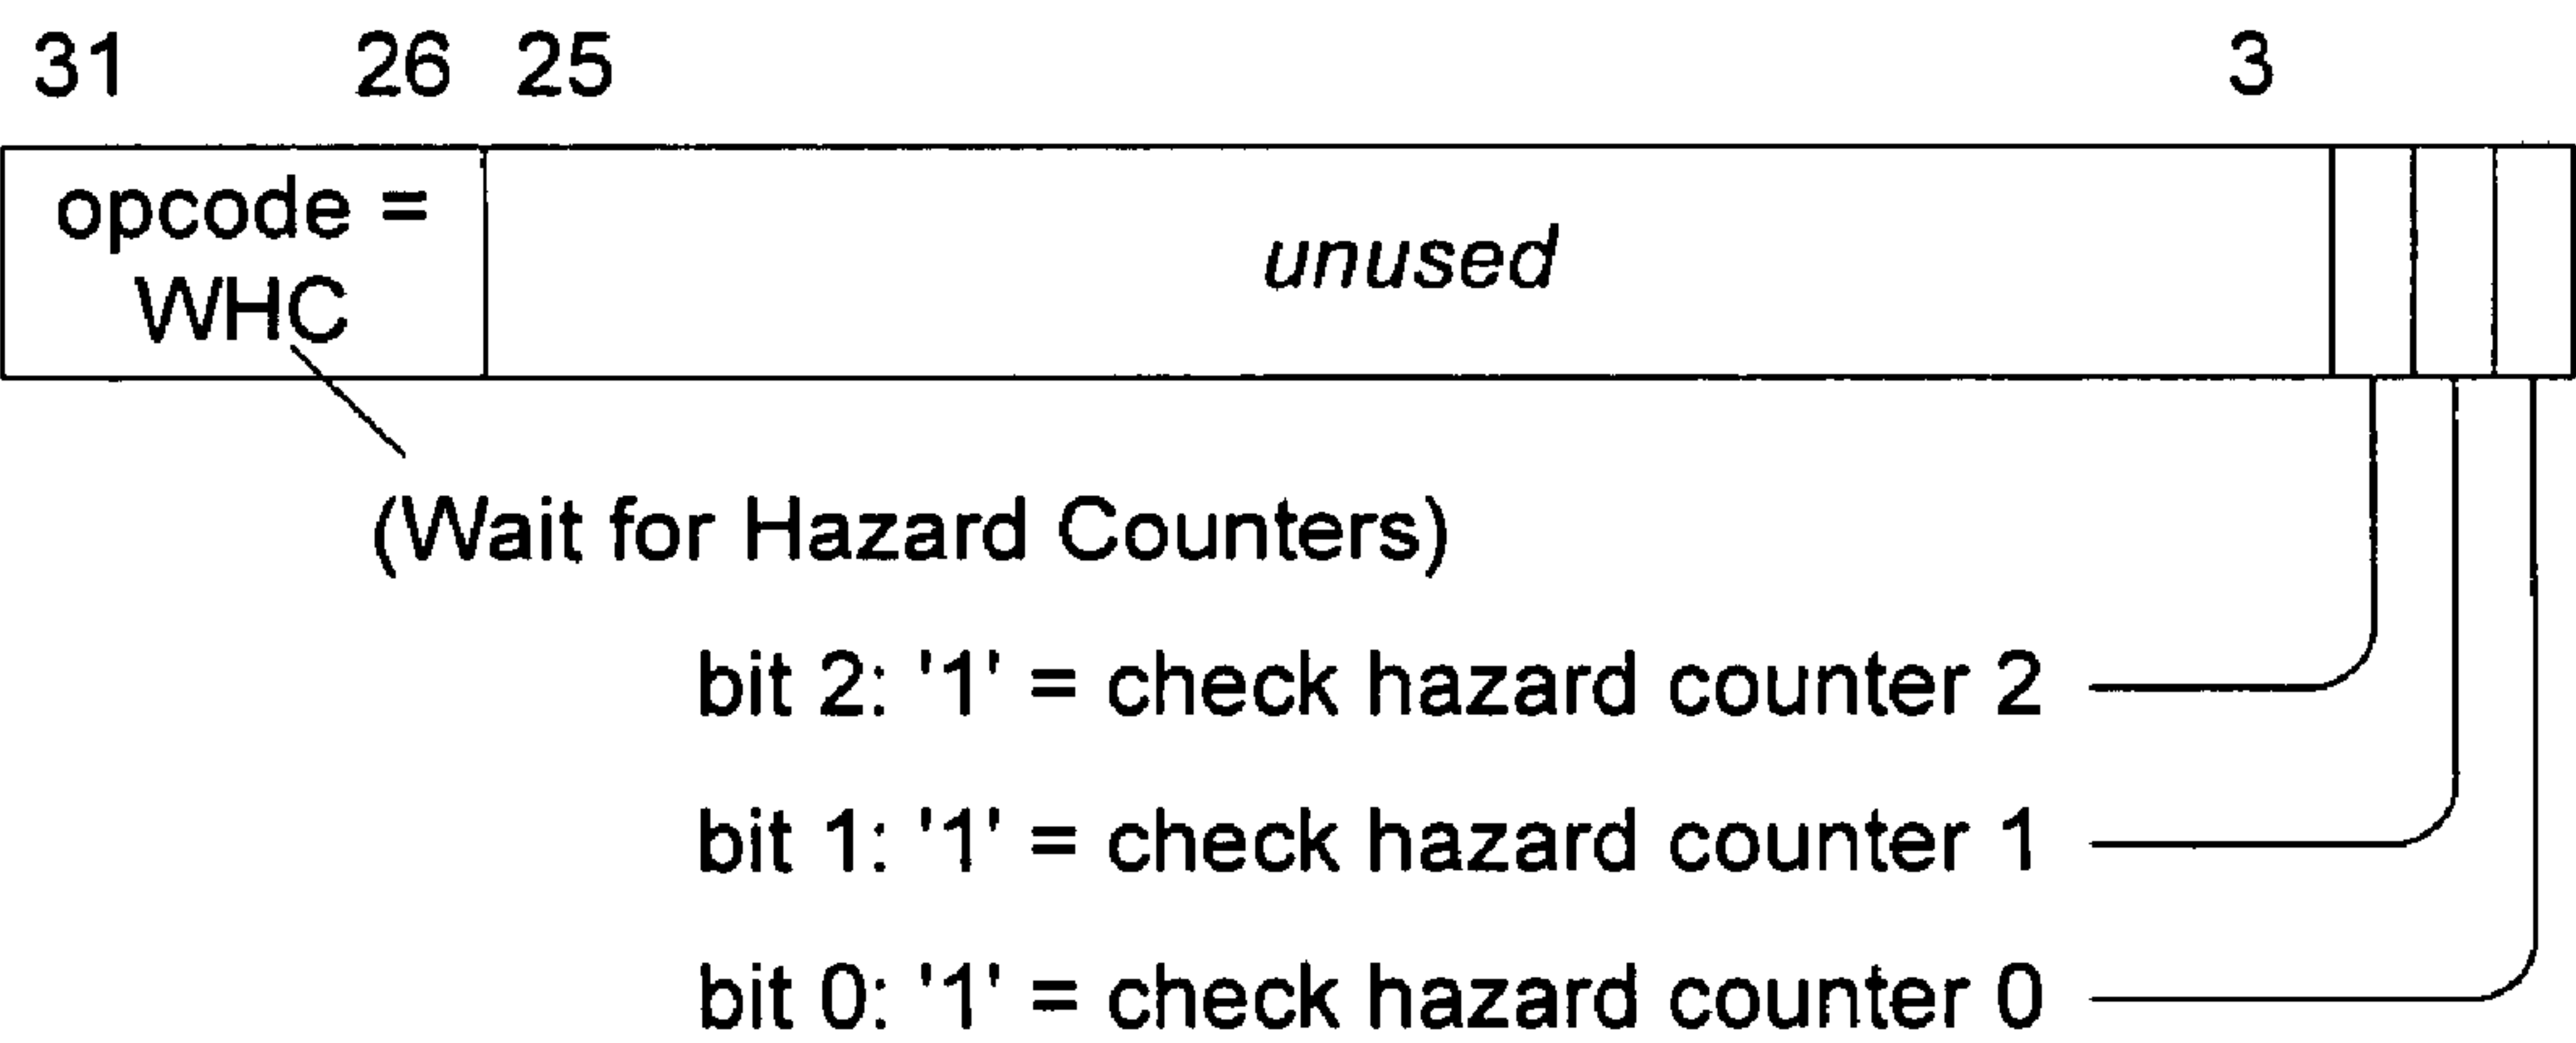 31 26 25 3
opcode =
WHC
unused
(Wait for Hazard Counters)
bit 2: '1' = check hazard counter 2
bit 1: '1' = check hazard counter 1
bit 0: '1' = check hazard counter 0